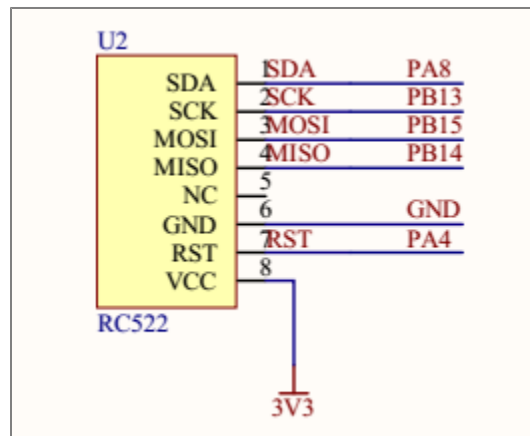 U2
SDA 1 SDA PA8
SCK 2 SCK PB13
MOSI 3 MOSI PB15
MISO 4 MISO PB14
NC 5
GND 6 GND
RST 7 RST PA4
VCC 8
RC522
3V3